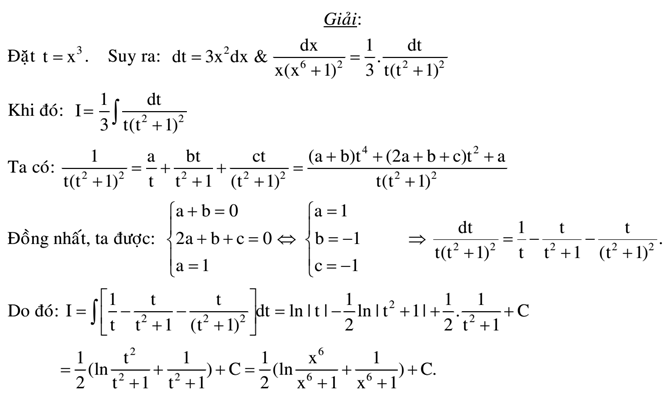 Giải:
Đặt t = x³. Suy ra: dt = 3x²dx & dx/(x(x⁶ + 1)²) = 1/3 . dt/(t(t² + 1)²)
Khi đó: I = 1/3 ∫ dt/(t(t² + 1)²)
Ta có: 1/(t(t² + 1)²) = a/t + bt/(t² + 1) + ct/((t² + 1)²) = ((a + b)t⁴ + (2a + b + c)t² + a)/(t(t² + 1)²)
Đồng nhất, ta được: { a + b = 0; 2a + b + c = 0; a = 1 ⇔ { a = 1; b = −1; c = −1 ⇒ dt/(t(t² + 1)²) = 1/t − t/(t² + 1) − t/((t² + 1)²).
Do đó: I = ∫[1/t − t/(t² + 1) − t/((t² + 1)²)]dt = ln | t | − 1/2 ln | t² + 1 | + 1/2 . 1/(t² + 1) + C
= 1/2 (ln t²/(t² + 1) + 1/(t² + 1)) + C = 1/2 (ln x⁶/(x⁶ + 1) + 1/(x⁶ + 1)) + C.